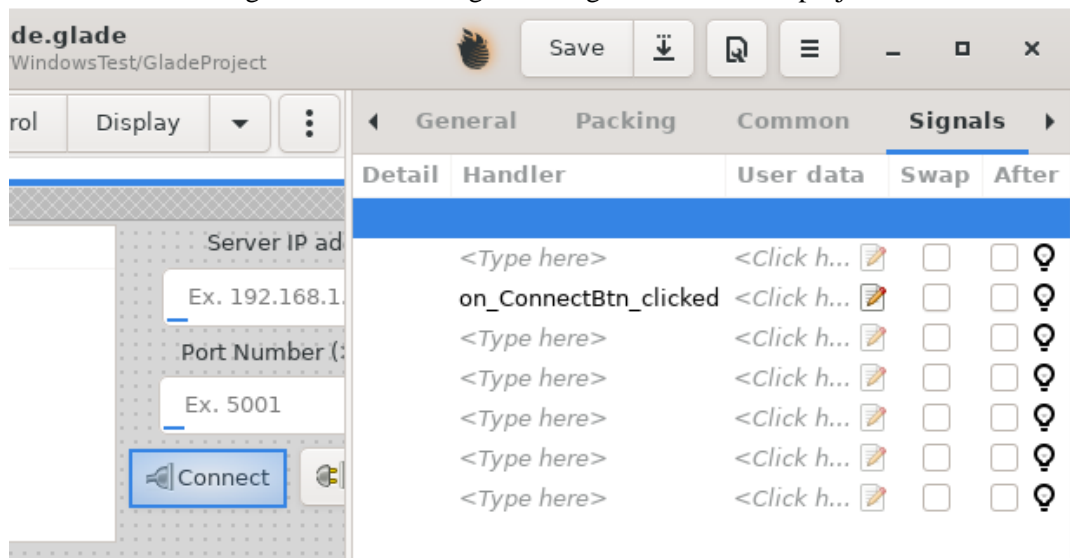 de.glade
WindowsTest/GladeProject
Save
rol Display
General Packing Common Signals
Detail Handler User data Swap After
Server IP ad
<Type here> <Click h...
Ex. 192.168.1.
on_ConnectBtn_clicked <Click h...
Port Number (
<Type here> <Click h...
<Type here> <Click h...
Ex. 5001
<Type here> <Click h...
Connect
<Type here> <Click h...
<Type here> <Click h...